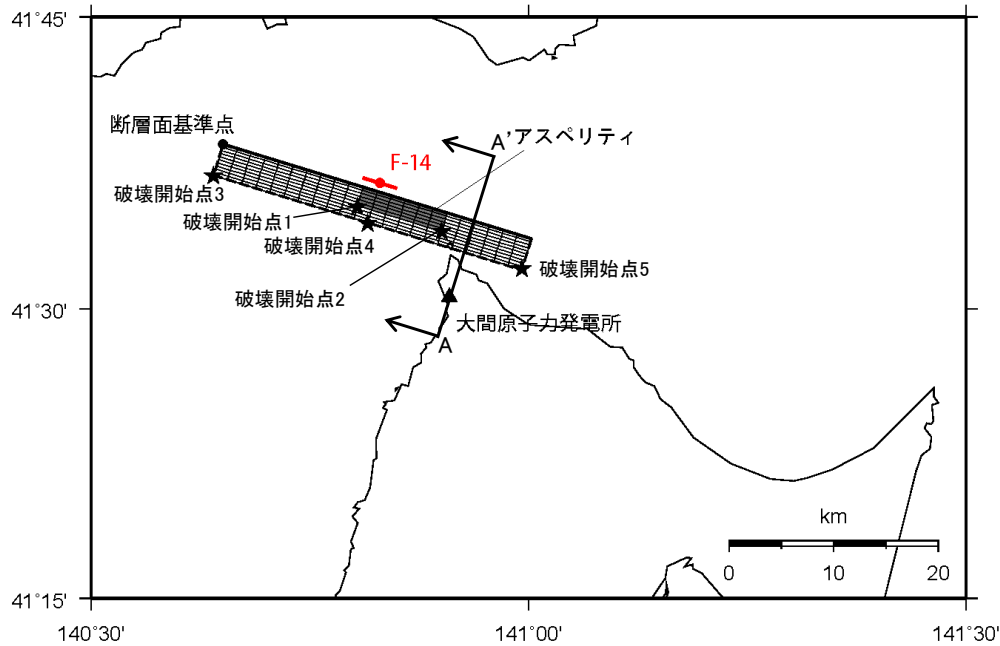 41°45'
断層面基準点
A'アスペリティ
F-14
破壊開始点3
破壊開始点1
破壊開始点4
破壊開始点5
破壊開始点2
41°30'
大間原子力発電所
A
km
0 10 20
41°15'
140°30' 141°00' 141°30'